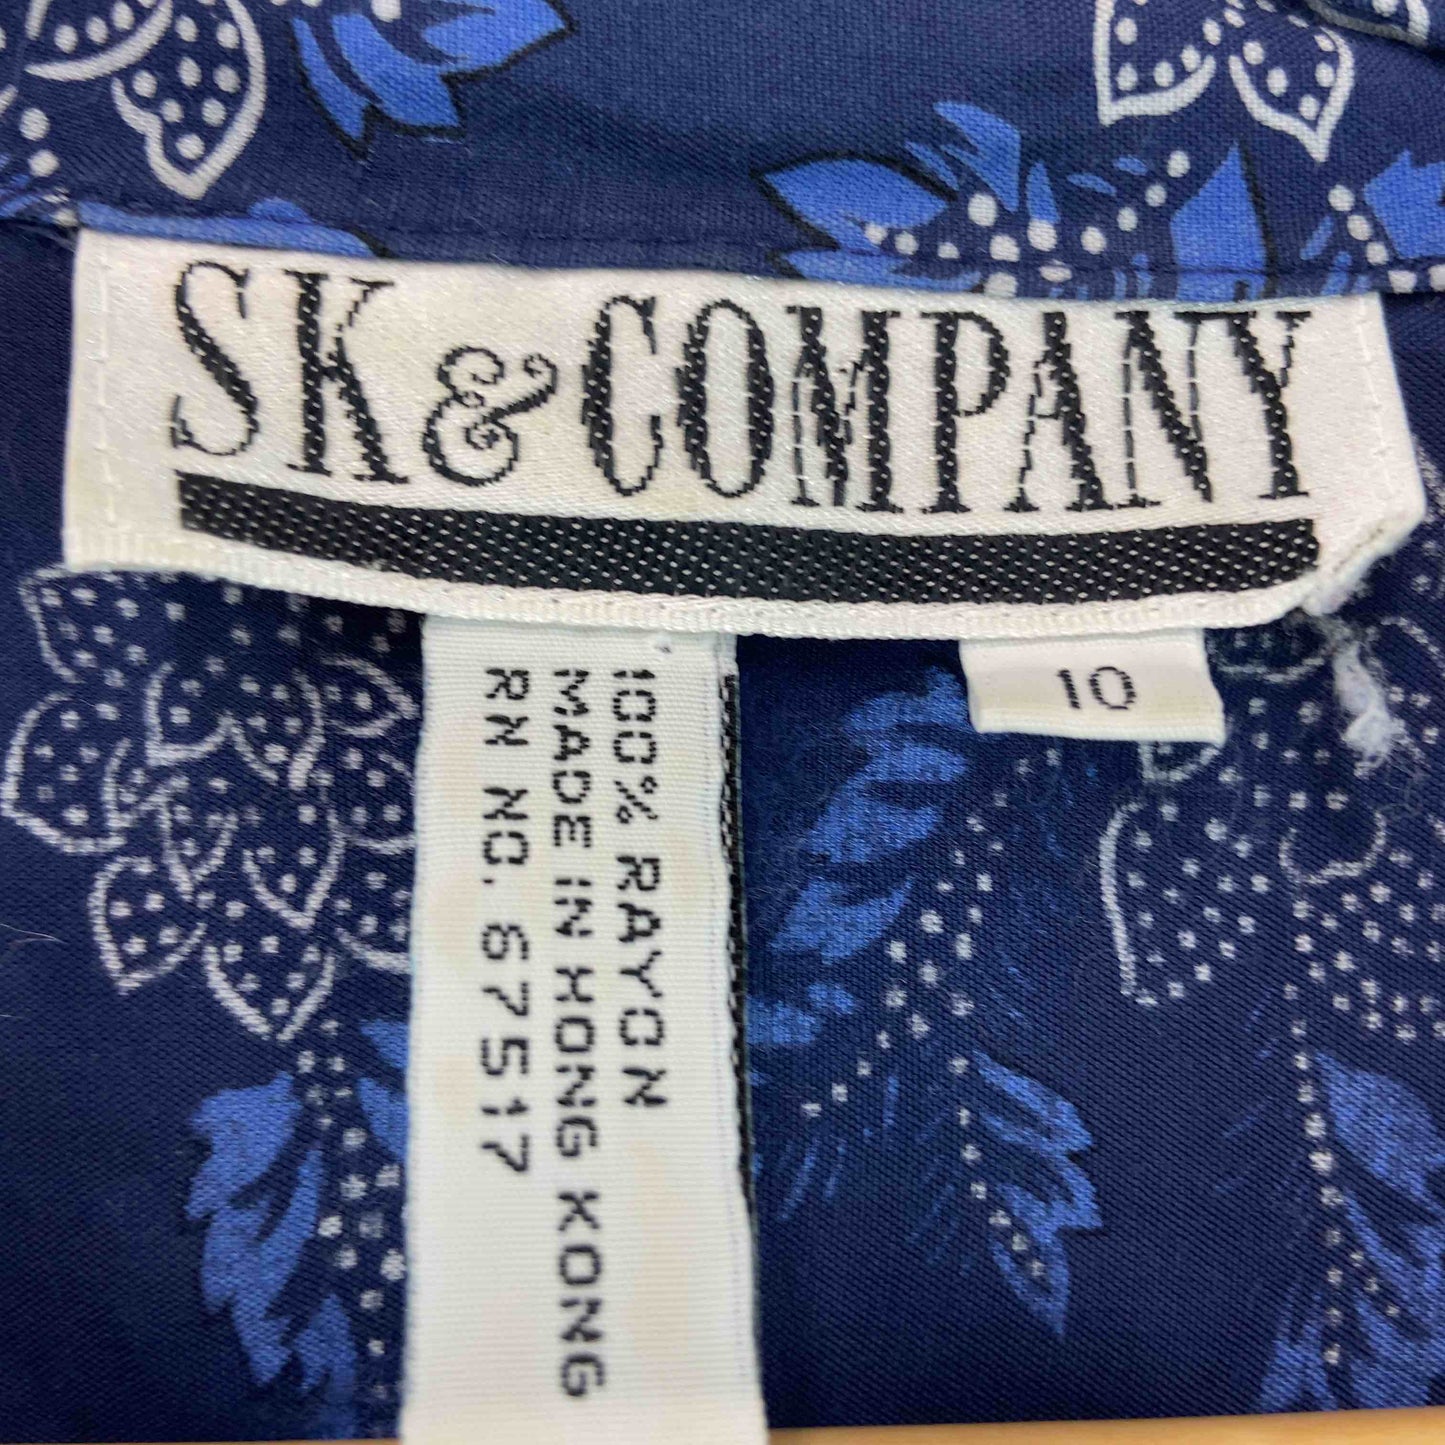 SK & COMPANY
10
100% RAYON
MADE IN HONG KONG
RN NO. 67517